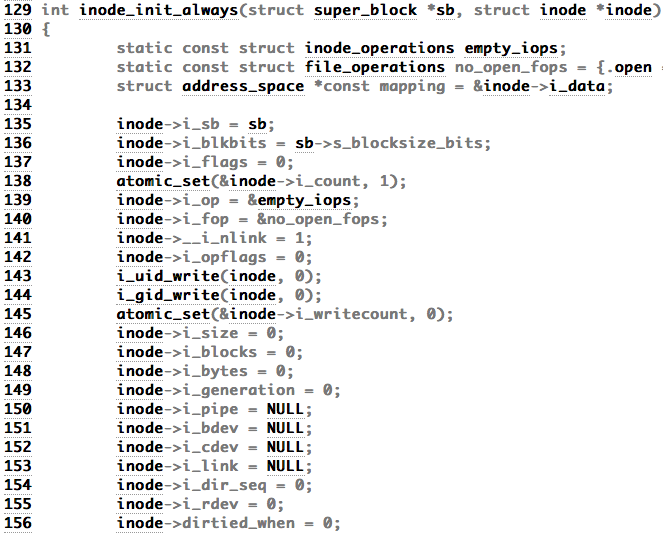 129 int inode_init_always(struct super_block *sb, struct inode *inode)
130 {
131         static const struct inode_operations empty_iops;
132         static const struct file_operations no_open_fops = {.open =
133         struct address_space *const mapping = &inode->i_data;
134
135         inode->i_sb = sb;
136         inode->i_blkbits = sb->s_blocksize_bits;
137         inode->i_flags = 0;
138         atomic_set(&inode->i_count, 1);
139         inode->i_op = &empty_iops;
140         inode->i_fop = &no_open_fops;
141         inode->__i_nlink = 1;
142         inode->i_opflags = 0;
143         i_uid_write(inode, 0);
144         i_gid_write(inode, 0);
145         atomic_set(&inode->i_writecount, 0);
146         inode->i_size = 0;
147         inode->i_blocks = 0;
148         inode->i_bytes = 0;
149         inode->i_generation = 0;
150         inode->i_pipe = NULL;
151         inode->i_bdev = NULL;
152         inode->i_cdev = NULL;
153         inode->i_link = NULL;
154         inode->i_dir_seq = 0;
155         inode->i_rdev = 0;
156         inode->dirtied_when = 0;